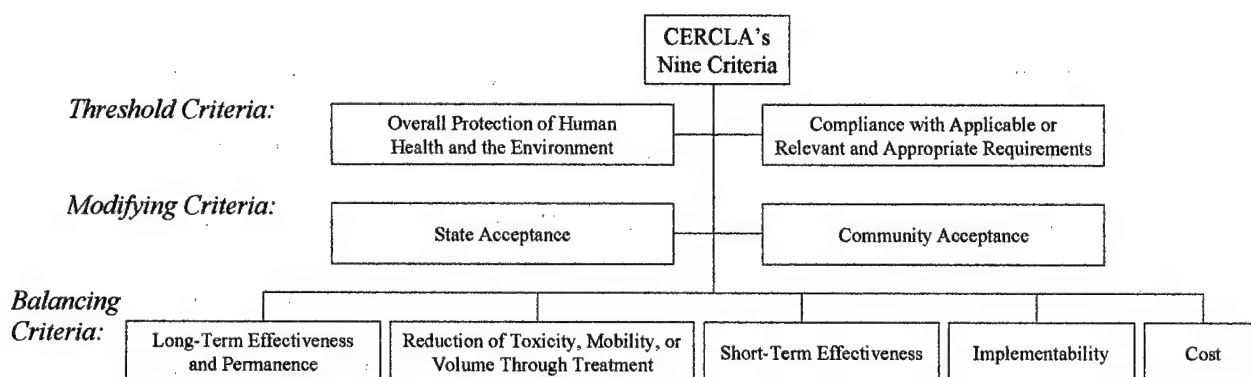 CERCLA's
Nine Criteria
Threshold Criteria:
Overall Protection of Human
Health and the Environment
Compliance with Applicable or
Relevant and Appropriate Requirements
Modifying Criteria:
State Acceptance
Community Acceptance
Balancing
Criteria:
Long-Term Effectiveness
and Permanence
Reduction of Toxicity, Mobility, or
Volume Through Treatment
Short-Term Effectiveness
Implementability
Cost